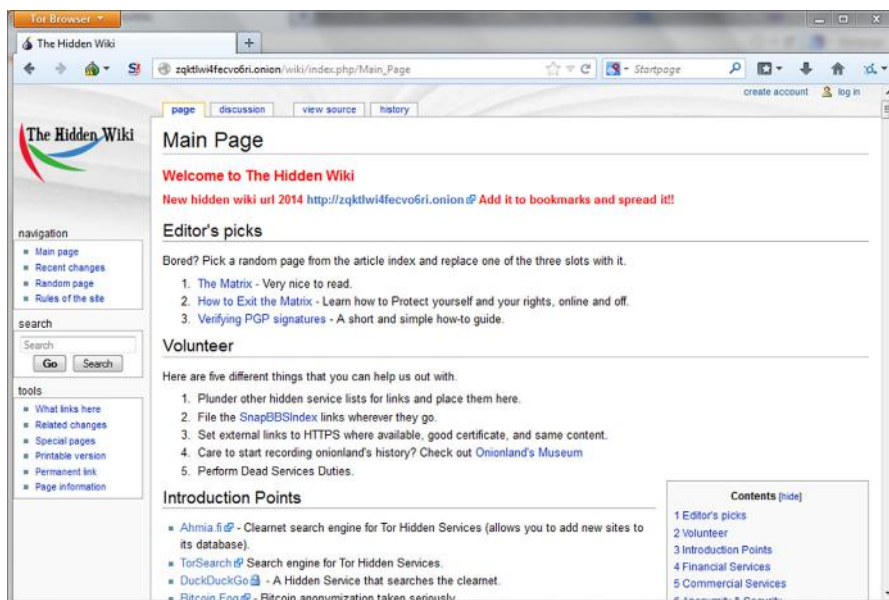 Tor Browser
The Hidden Wiki
zqktlwi4fecvo6ri.onion/wiki/index.php/Main_Page
Startpage
create account log in
page discussion view source history
The Hidden Wiki
Main Page
Welcome to The Hidden Wiki
New hidden wiki url 2014 http://zqktlwi4fecvo6ri.onion Add it to bookmarks and spread it!!
navigation
Main page
Recent changes
Random page
Rules of the site
search
Search
Go Search
tools
What links here
Related changes
Special pages
Printable version
Permanent link
Page information
Editor's picks
Bored? Pick a random page from the article index and replace one of the three slots with it.
1. The Matrix - Very nice to read.
2. How to Exit the Matrix - Learn how to Protect yourself and your rights, online and off.
3. Verifying PGP signatures - A short and simple how-to guide.
Volunteer
Here are five different things that you can help us out with.
1. Plunder other hidden service lists for links and place them here.
2. File the SnapBBSIndex links wherever they go.
3. Set external links to HTTPS where available, good certificate, and same content.
4. Care to start recording onionland's history? Check out Onionland's Museum
5. Perform Dead Services Duties.
Introduction Points
Ahmia.fi - Clearnet search engine for Tor Hidden Services (allows you to add new sites to
its database).
TorSearch Search engine for Tor Hidden Services.
DuckDuckGo - A Hidden Service that searches the clearnet.
Bitcoin Fog - Bitcoin anonymization taken seriously.
Contents [hide]
1 Editor's picks
2 Volunteer
3 Introduction Points
4 Financial Services
5 Commercial Services
6 Anonymity & Security